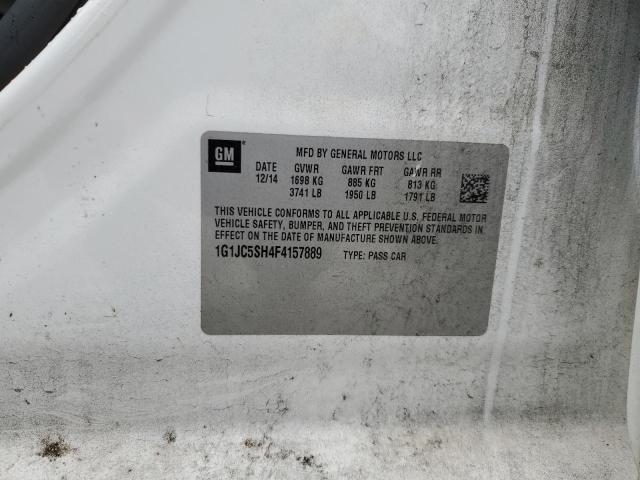 GM
MFD BY GENERAL MOTORS LLC
DATE GVWR GAWR FRT GAWR RR
12/14 1698 KG 885 KG 813 KG
3741 LB 1950 LB 1791 LB
THIS VEHICLE CONFORMS TO ALL APPLICABLE U.S. FEDERAL MOTOR
VEHICLE SAFETY, BUMPER, AND THEFT PREVENTION STANDARDS IN
EFFECT ON THE DATE OF MANUFACTURE SHOWN ABOVE.
1G1JC5SH4F4157889 TYPE: PASS CAR